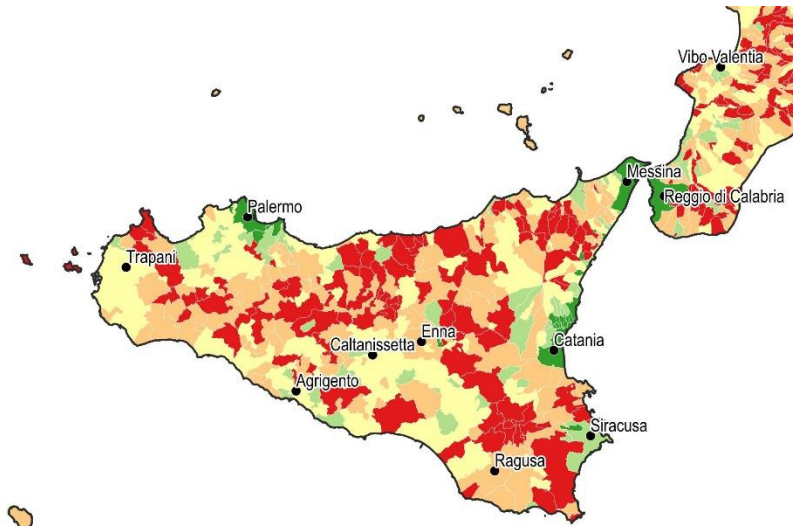 Vibo Valentia
Messina
Reggio di Calabria
Palermo
Trapani
Enna
Caltanissetta
Catania
Agrigento
Siracusa
Ragusa